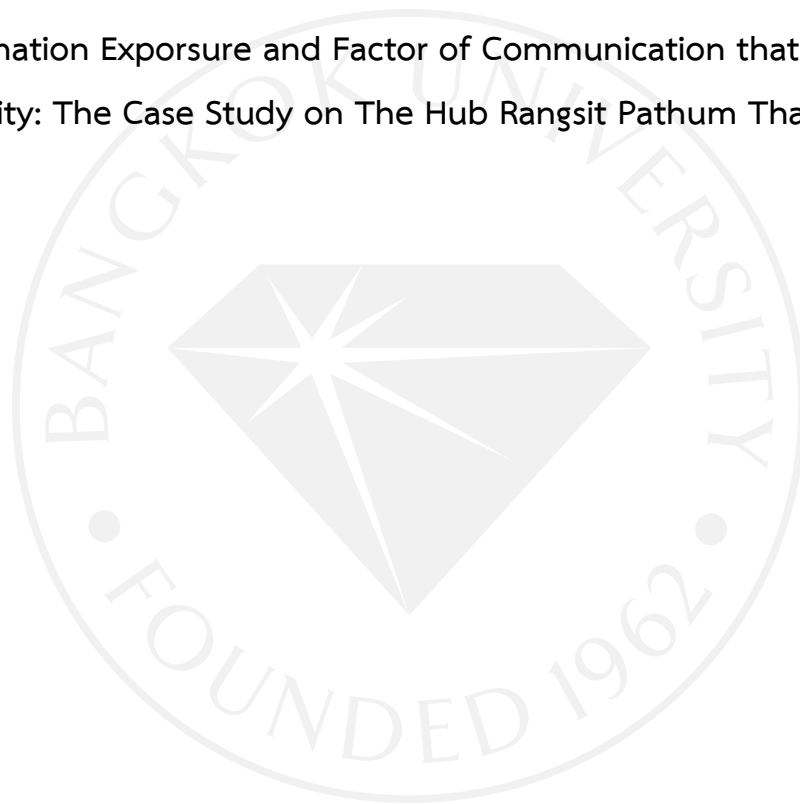 nation Exporsure and Factor of Communication that
ity: The Case Study on The Hub Rangsit Pathum Tha
BANGKOK UNIVERSITY
• FOUNDED 1962 •